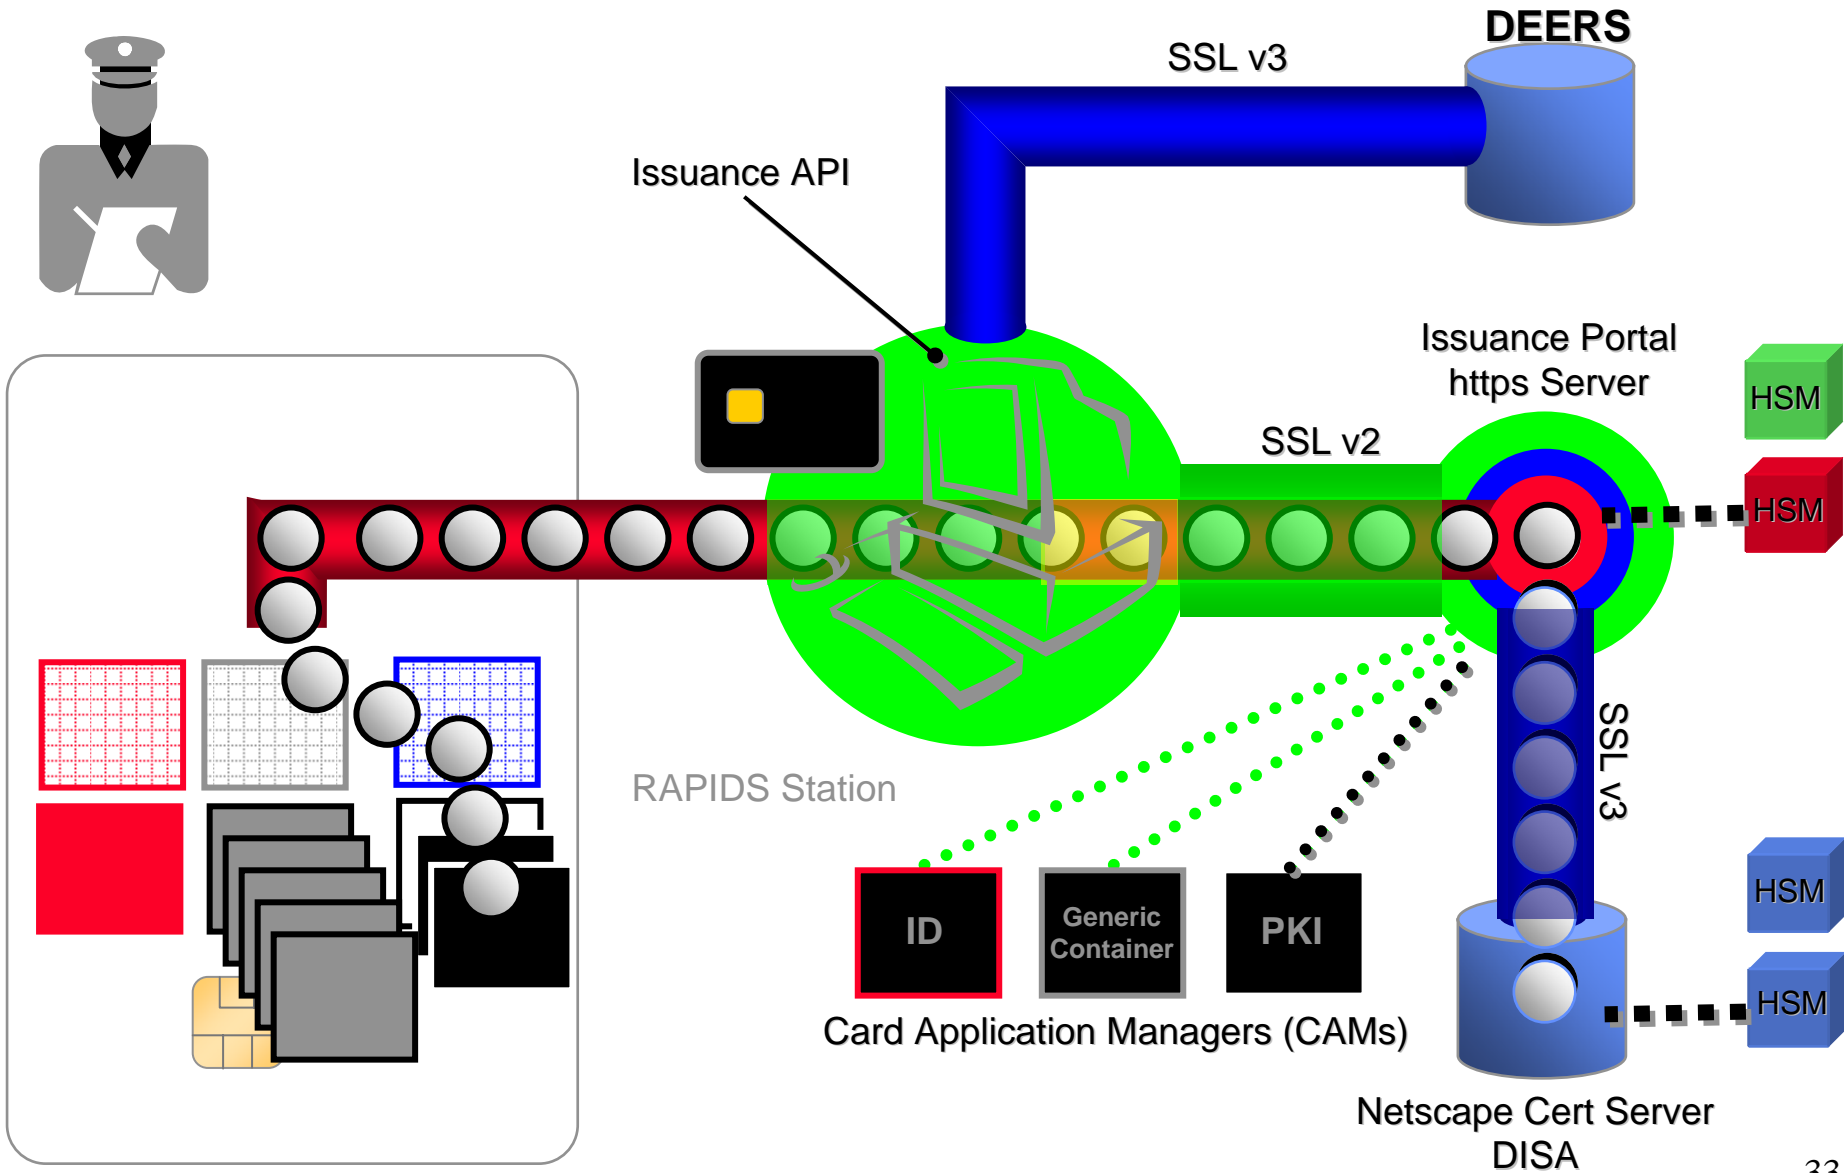 DEERS
SSL v3
Issuance API
Issuance Portal
https Server
HSM
SSL v2
HSM
SSL v3
RAPIDS Station
HSM
ID
Generic
Container
PKI
HSM
Card Application Managers (CAMs)
Netscape Cert Server
DISA
33